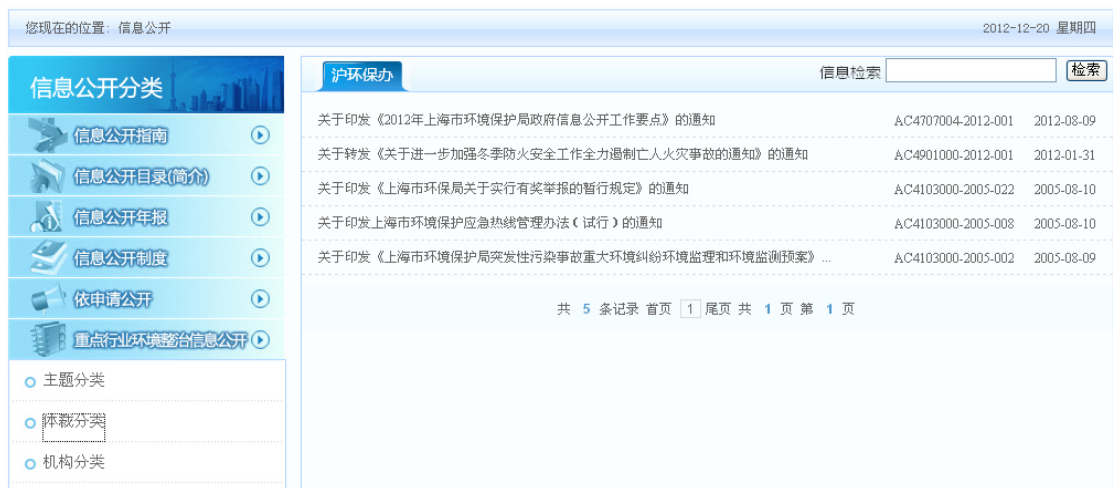 您现在的位置: 信息公开
2012-12-20 星期四
信息公开分类
信息公开指南
信息公开目录(简介)
信息公开年报
信息公开制度
依申请公开
重点行业环境整治信息公开
主题分类
体裁分类
机构分类
沪环保办
信息检索 检索
关于印发《2012年上海市环境保护局政府信息公开工作要点》的通知 AC4707004-2012-001 2012-08-09
关于转发《关于进一步加强冬季防火安全工作全力遏制亡人火灾事故的通知》的通知 AC4901000-2012-001 2012-01-31
关于印发《上海市环保局关于实行有奖举报的暂行规定》的通知 AC4103000-2005-022 2005-08-10
关于印发上海市环境保护应急热线管理办法(试行)的通知 AC4103000-2005-008 2005-08-10
关于印发《上海市环境保护局突发性污染事故重大环境纠纷环境监理和环境监测预案》... AC4103000-2005-002 2005-08-09
共 5 条记录 首页 1 尾页 共 1 页 第 1 页